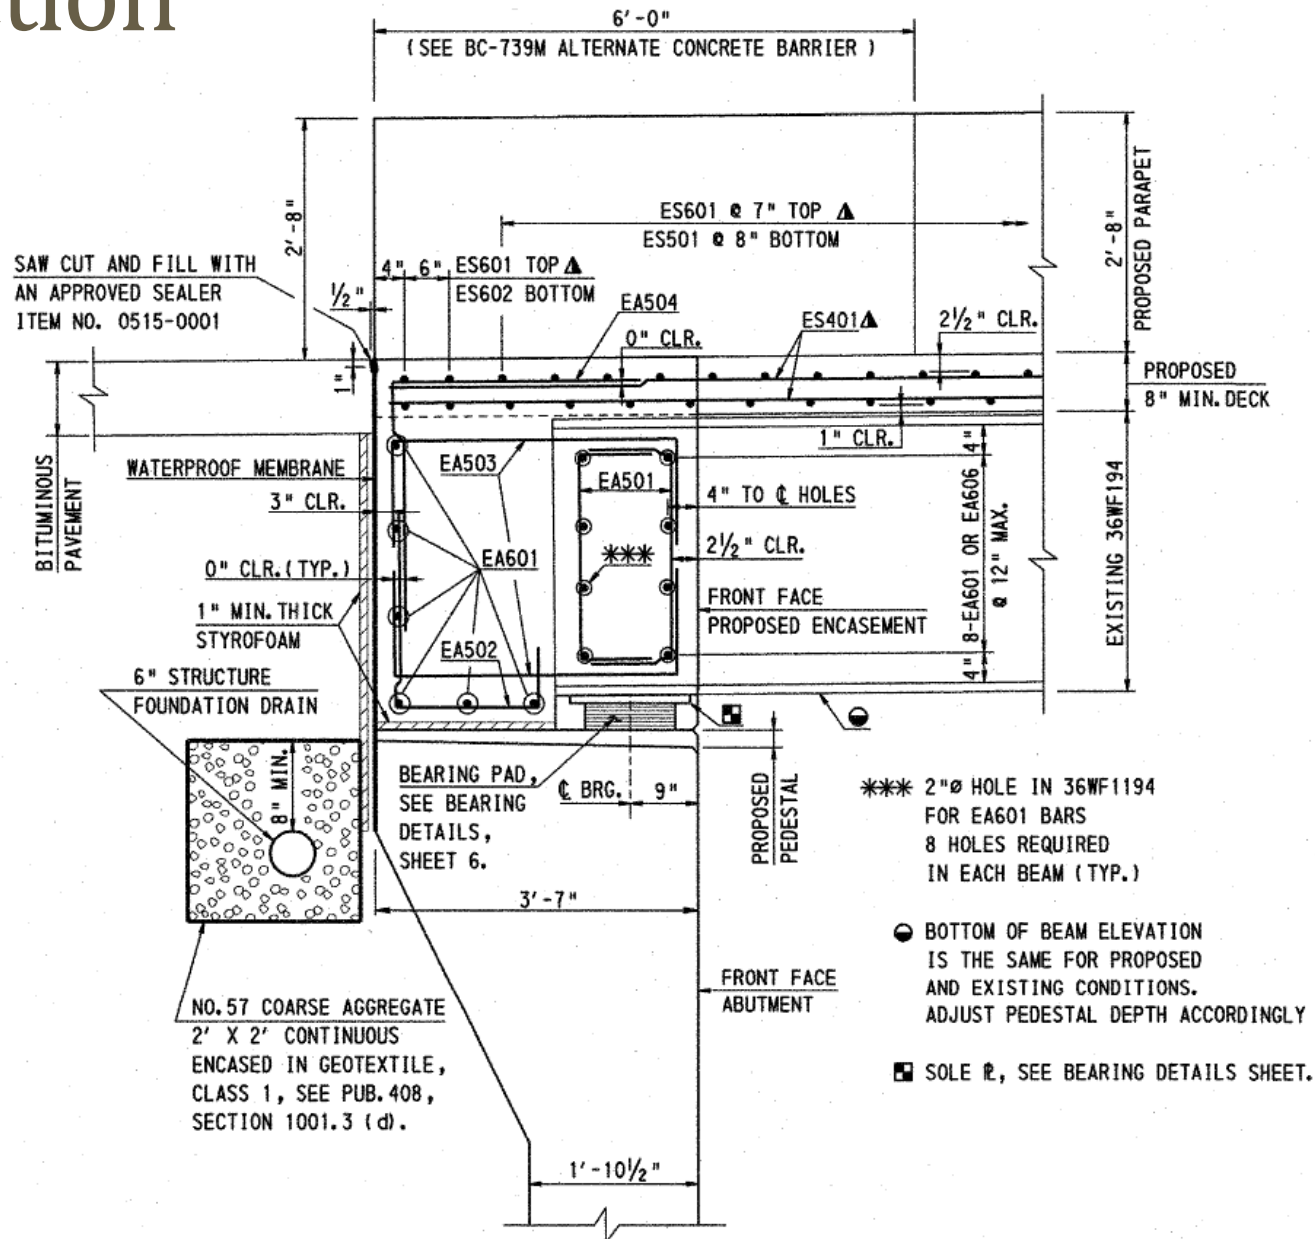 6'-0"
(SEE BC-739M ALTERNATE CONCRETE BARRIER )
2'-8"
ES601 @ 7" TOP
ES501 @ 8" BOTTOM
2'-8"
PROPOSED PARAPET
SAW CUT AND FILL WITH
AN APPROVED SEALER
ITEM NO. 0515-0001
1/2"
4"
6"
ES601 TOP
ES602 BOTTOM
EA504
0" CLR.
ES401
2 1/2" CLR.
1"
PROPOSED
8" MIN. DECK
1" CLR.
BITUMINOUS
PAVEMENT
WATERPROOF MEMBRANE
3" CLR.
EA503
EA501
4" TO ℄ HOLES
4"
8-EA601 OR EA606
@ 12" MAX.
4"
EXISTING 36WF194
0" CLR. (TYP.)
EA601
***
2 1/2" CLR.
1" MIN. THICK
STYROFOAM
FRONT FACE
PROPOSED ENCASEMENT
EA502
6" STRUCTURE
FOUNDATION DRAIN
8" MIN.
BEARING PAD,
SEE BEARING
DETAILS,
SHEET 6.
℄ BRG.
9"
PROPOSED
PEDESTAL
*** 2"Ø HOLE IN 36WF1194
FOR EA601 BARS
8 HOLES REQUIRED
IN EACH BEAM (TYP.)
3'-7"
BOTTOM OF BEAM ELEVATION
IS THE SAME FOR PROPOSED
AND EXISTING CONDITIONS.
ADJUST PEDESTAL DEPTH ACCORDINGLY
FRONT FACE
ABUTMENT
NO. 57 COARSE AGGREGATE
2' X 2' CONTINUOUS
ENCASED IN GEOTEXTILE,
CLASS 1, SEE PUB. 408,
SECTION 1001.3 (d).
SOLE ⅊, SEE BEARING DETAILS SHEET.
1'-10 1/2"